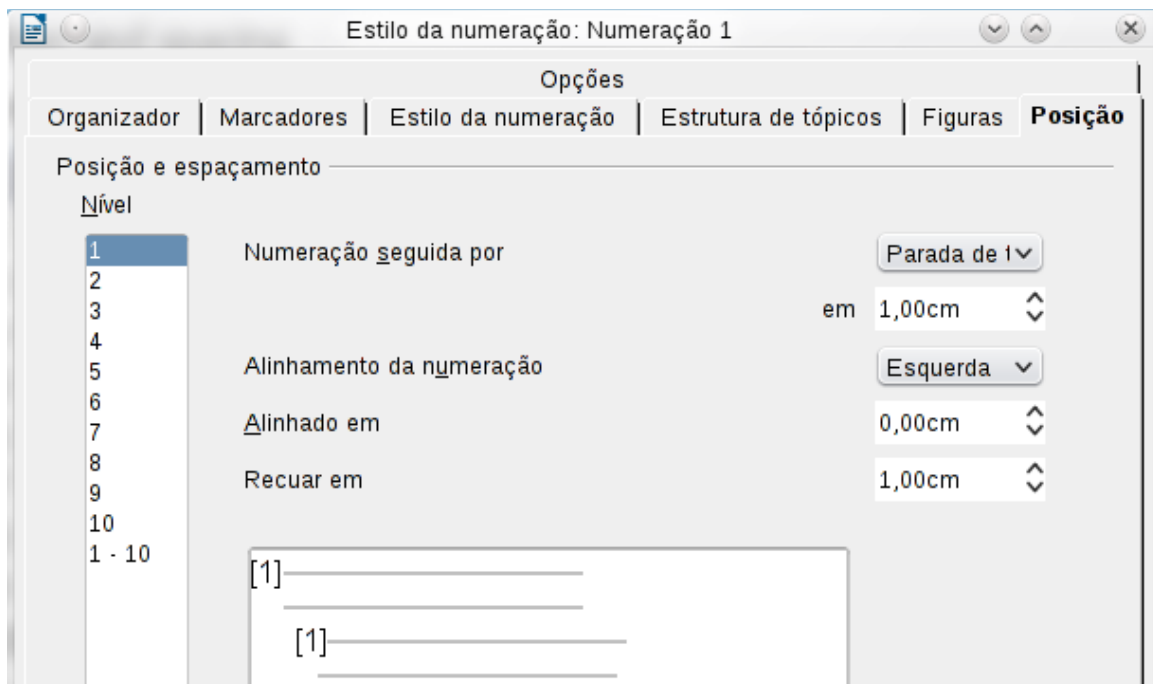 Estilo da numeração: Numeração 1
Opções
Organizador Marcadores Estilo da numeração Estrutura de tópicos Figuras Posição
Posição e espaçamento
Nível
1
2
3
4
5
6
7
8
9
10
1 - 10
Numeração seguida por Parada de t
em 1,00cm
Alinhamento da numeração Esquerda
Alinhado em 0,00cm
Recuar em 1,00cm
[1]
[1]